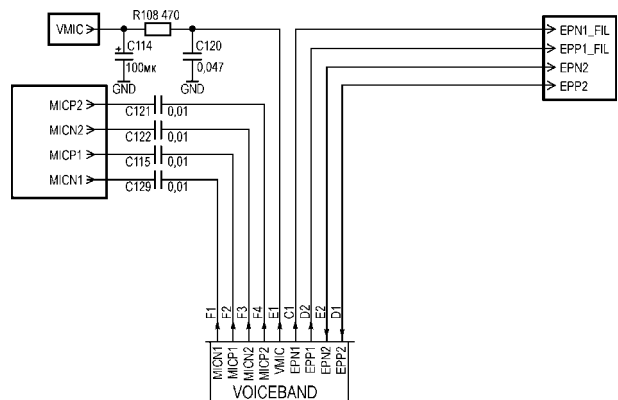 VMIC
R108 470
C114
100мк
GND
C120
0,047
GND
EPN1_FIL
EPP1_FIL
EPN2
EPP2
MICP2
C121 0,01
MICN2
C122 0,01
MICP1
C115 0,01
MICN1
C129 0,01
F1
F2
F3
F4
E1
C1
D2
E2
D1
MICN1
MICP1
MICN2
MICP2
VMIC
EPN1
EPP1
EPN2
EPP2
VOICEBAND